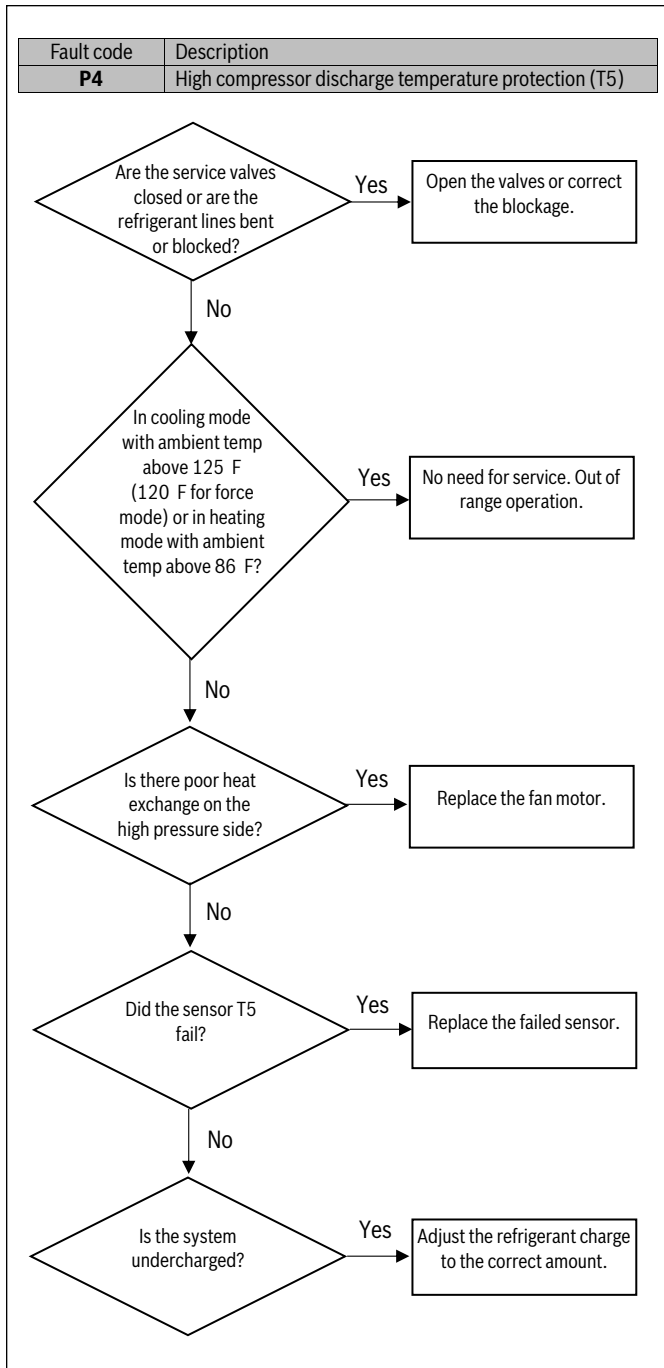 Fault code Description
P4 High compressor discharge temperature protection (T5)
Are the service valves
closed or are the
refrigerant lines bent
or blocked?
Yes
Open the valves or correct
the blockage.
No
In cooling mode
with ambient temp
above 125 F
(120 F for force
mode) or in heating
mode with ambient
temp above 86 F?
Yes
No need for service. Out of
range operation.
No
Is there poor heat
exchange on the
high pressure side?
Yes
Replace the fan motor.
No
Did the sensor T5
fail?
Yes
Replace the failed sensor.
No
Is the system
undercharged?
Yes
Adjust the refrigerant charge
to the correct amount.